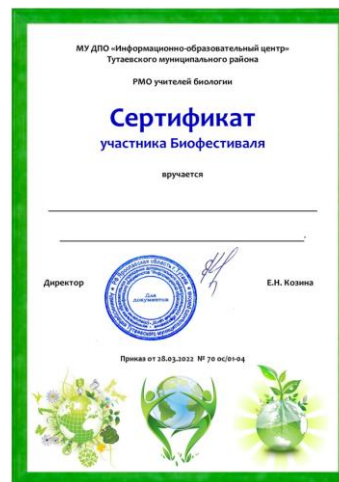 МУ ДПО «Информационно-образовательный центр»
Тутаевского муниципального района
РМО учителей биологии
Сертификат
участника Биофестиваля
вручается
Директор
Для
документов
Е.Н. Козина
Приказ от 28.03.2022 № 70 ос/01-04